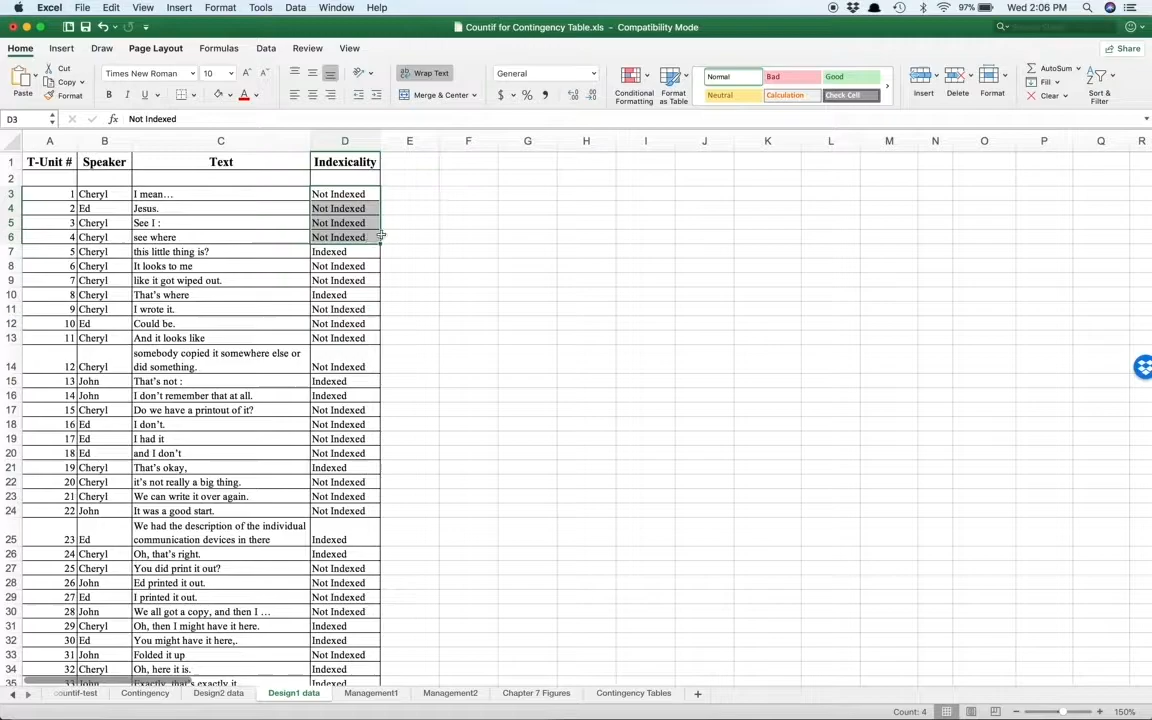 Excel File Edit View Insert Format Tools Data Window Help 97% Wed 2:06 PM
Countif for Contingency Table.xls - Compatibility Mode
Home Insert Draw Page Layout Formulas Data Review View Share
Paste Cut Copy Format
Times New Roman 10 A A
B I U A
Wrap Text
Merge & Center
General
$ %
Conditional Formatting
Format as Table
Normal Bad Good
Neutral Calculation Check Cell
Insert Delete Format
AutoSum
Fill
Clear
Sort & Filter
D3 fx Not Indexed
A B C D E F G H I J K L M N O P Q R
1 T-Unit # Speaker Text Indexicality
2
3 1 Cheryl I mean… Not Indexed
4 2 Ed Jesus. Not Indexed
5 3 Cheryl See I : Not Indexed
6 4 Cheryl see where Not Indexed
7 5 Cheryl this little thing is? Indexed
8 6 Cheryl It looks to me Not Indexed
9 7 Cheryl like it got wiped out. Not Indexed
10 8 Cheryl That's where Indexed
11 9 Cheryl I wrote it. Not Indexed
12 10 Ed Could be. Not Indexed
13 11 Cheryl And it looks like Not Indexed
somebody copied it somewhere else or
14 12 Cheryl did something. Not Indexed
15 13 John That's not : Indexed
16 14 John I don't remember that at all. Indexed
17 15 Cheryl Do we have a printout of it? Not Indexed
18 16 Ed I don't. Not Indexed
19 17 Ed I had it Not Indexed
20 18 Ed and I don't Not Indexed
21 19 Cheryl That's okay, Indexed
22 20 Cheryl it's not really a big thing. Not Indexed
23 21 Cheryl We can write it over again. Not Indexed
24 22 John It was a good start. Not Indexed
We had the description of the individual
25 23 Ed communication devices in there Indexed
26 24 Cheryl Oh, that's right. Indexed
27 25 Cheryl You did print it out? Not Indexed
28 26 John Ed printed it out. Not Indexed
29 27 Ed I printed it out. Not Indexed
30 28 John We all got a copy, and then I … Not Indexed
31 29 Cheryl Oh, then I might have it here. Indexed
32 30 Ed You might have it here,. Indexed
33 31 John Folded it up Not Indexed
34 32 Cheryl Oh, here it is. Indexed
35 33 John Exactly, that's exactly it. Indexed
ountif-test Contingency Design2 data Design1 data Management1 Management2 Chapter 7 Figures Contingency Tables +
Count: 4 150%